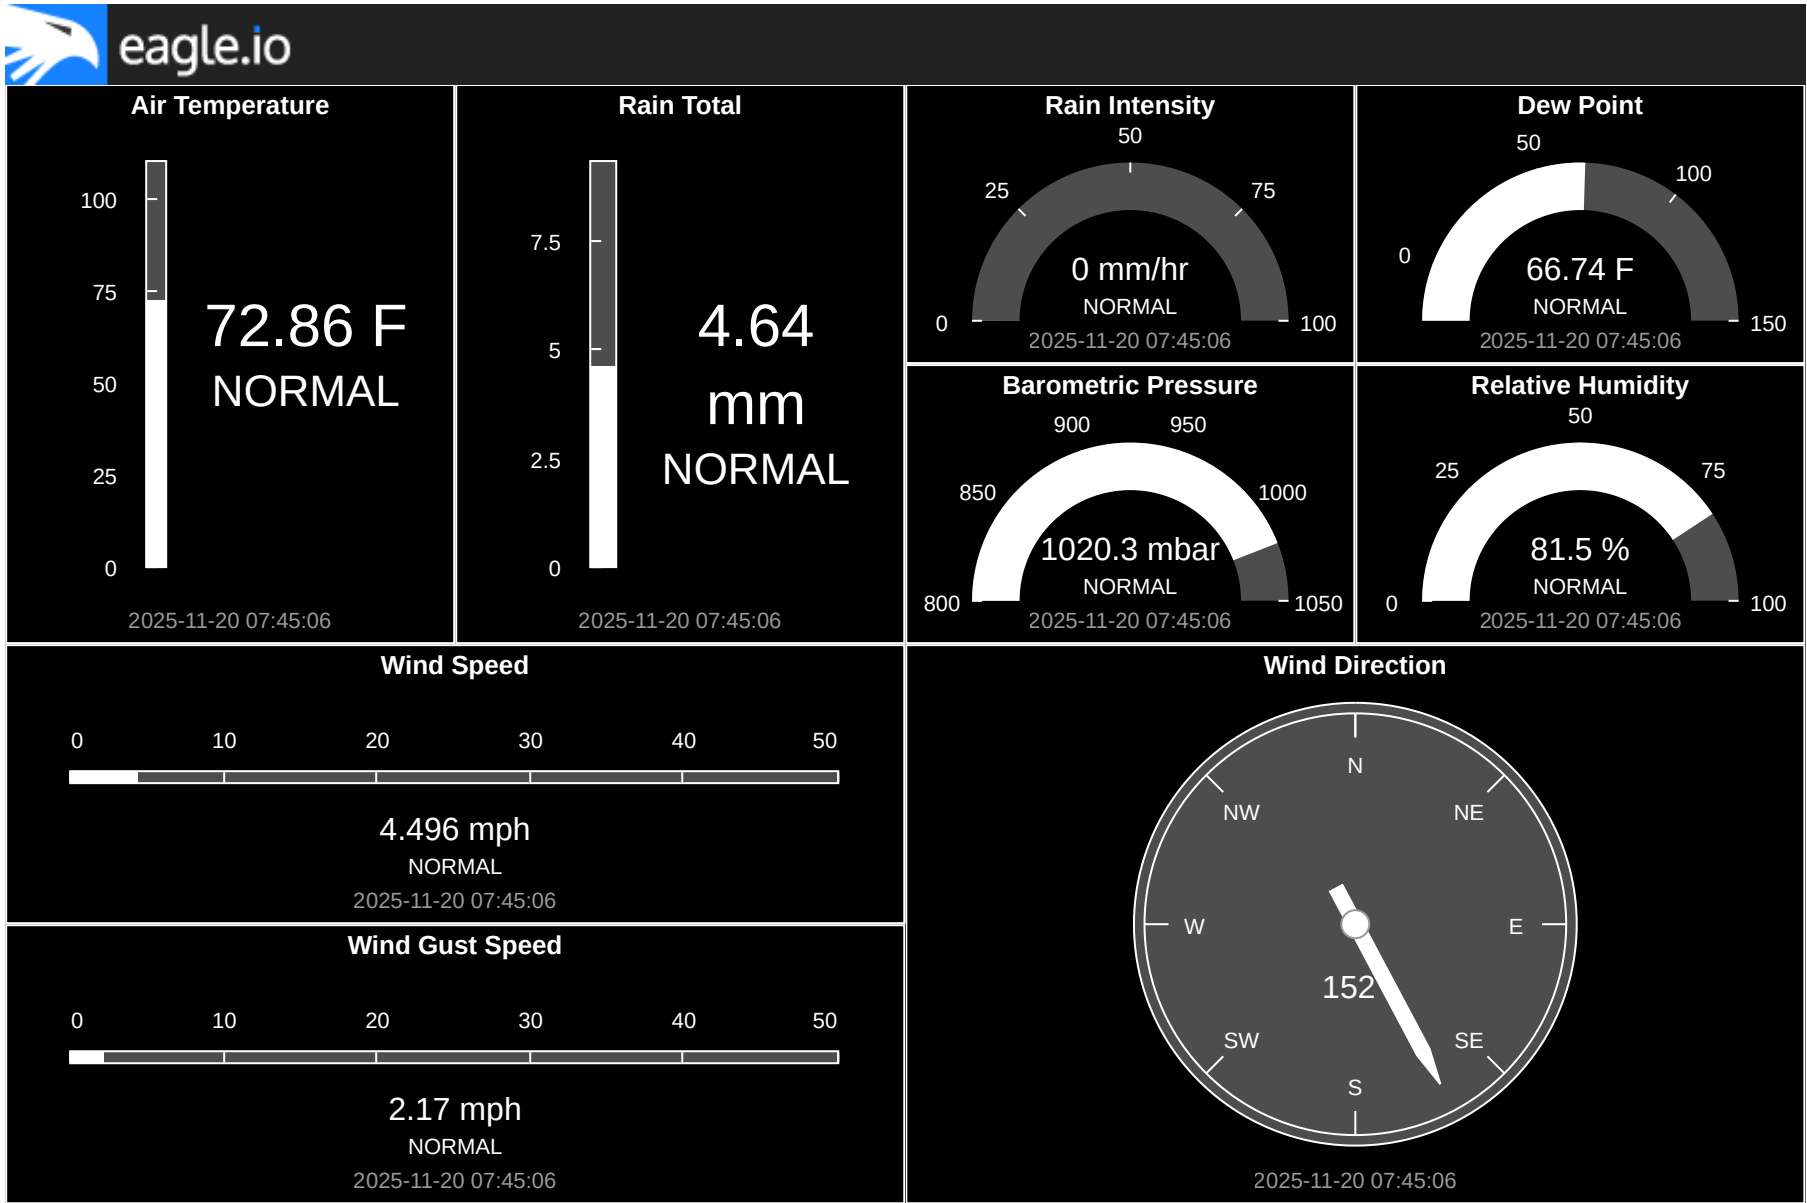 eagle.io
Air Temperature
100
75
50
25
0
72.86 F
NORMAL
2025-11-20 07:45:06
Rain Total
7.5
5
2.5
0
4.64
mm
NORMAL
2025-11-20 07:45:06
Rain Intensity
0
25
50
75
100
0 mm/hr
NORMAL
2025-11-20 07:45:06
Dew Point
0
50
100
150
66.74 F
NORMAL
2025-11-20 07:45:06
Barometric Pressure
800
850
900
950
1000
1050
1020.3 mbar
NORMAL
2025-11-20 07:45:06
Relative Humidity
0
25
50
75
100
81.5 %
NORMAL
2025-11-20 07:45:06
Wind Speed
0 10 20 30 40 50
4.496 mph
NORMAL
2025-11-20 07:45:06
Wind Gust Speed
0 10 20 30 40 50
2.17 mph
NORMAL
2025-11-20 07:45:06
Wind Direction
N
NW NE
W E
152
SW SE
S
2025-11-20 07:45:06